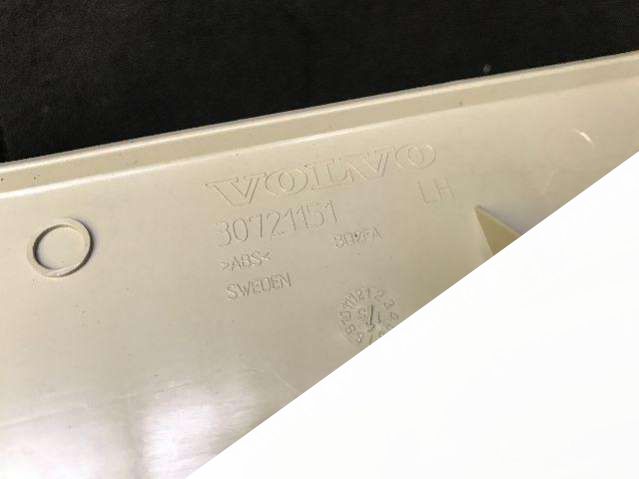 VOLVO
30721151 LH
>ABS<
SWEDEN